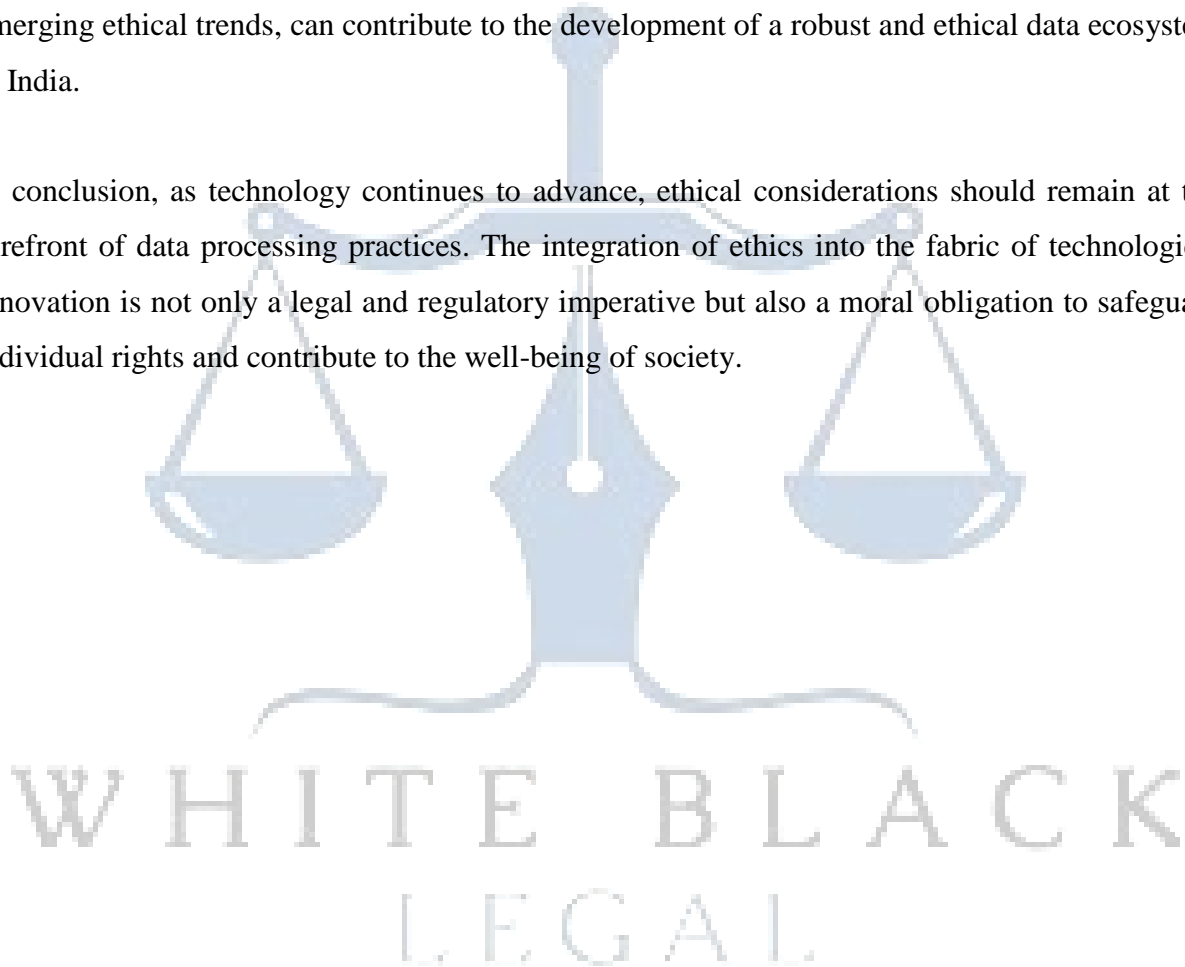 merging ethical trends, can contribute to the development of a robust and ethical data ecosyste
India.
conclusion, as technology continues to advance, ethical considerations should remain at t
refront of data processing practices. The integration of ethics into the fabric of technologic
novation is not only a legal and regulatory imperative but also a moral obligation to safegua
dividual rights and contribute to the well-being of society.
WHITE BLACK
LEGAL